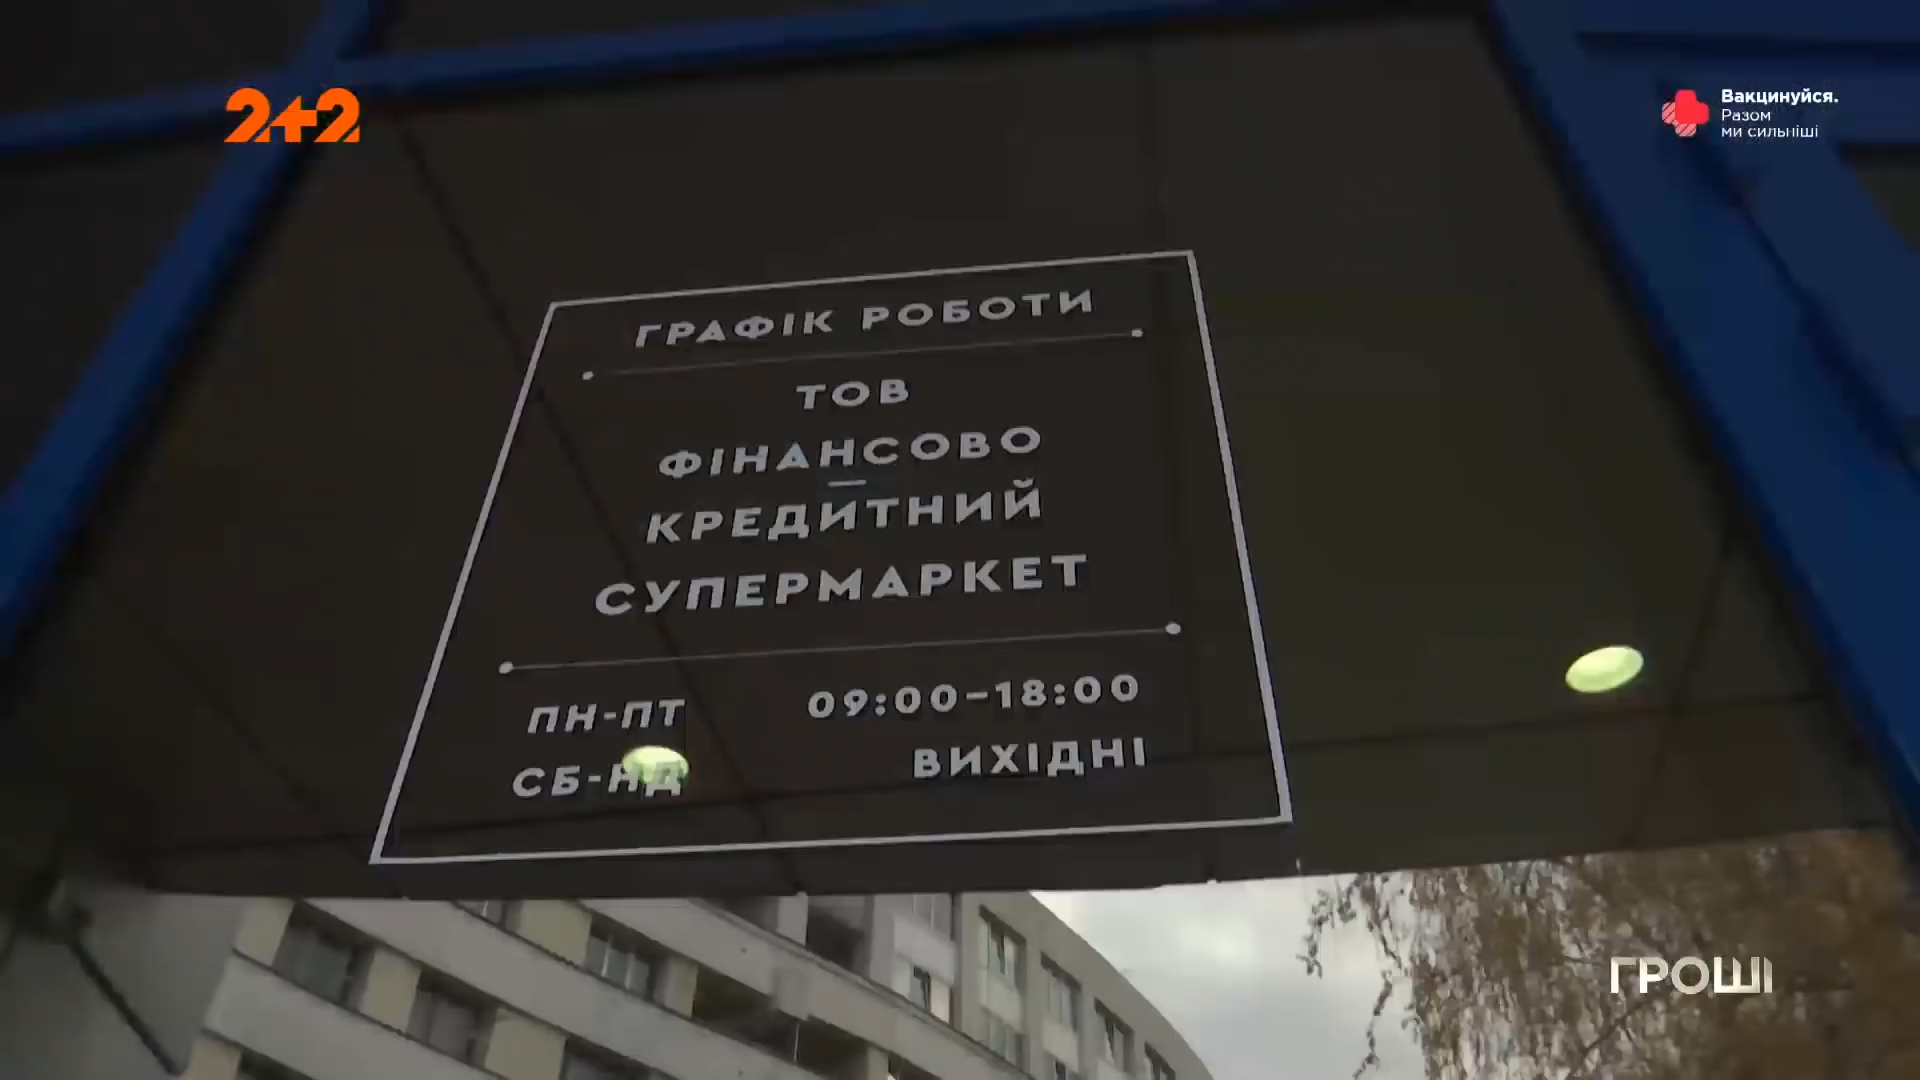 2+2
Вакцинуйся.
Разом
ми сильніші
ГРАФІК РОБОТИ
ТОВ
ФІНАНСОВО
–
КРЕДИТНИЙ
СУПЕРМАРКЕТ
ПН-ПТ 09:00-18:00
СБ-НД ВИХІДНІ
ГРОШІ